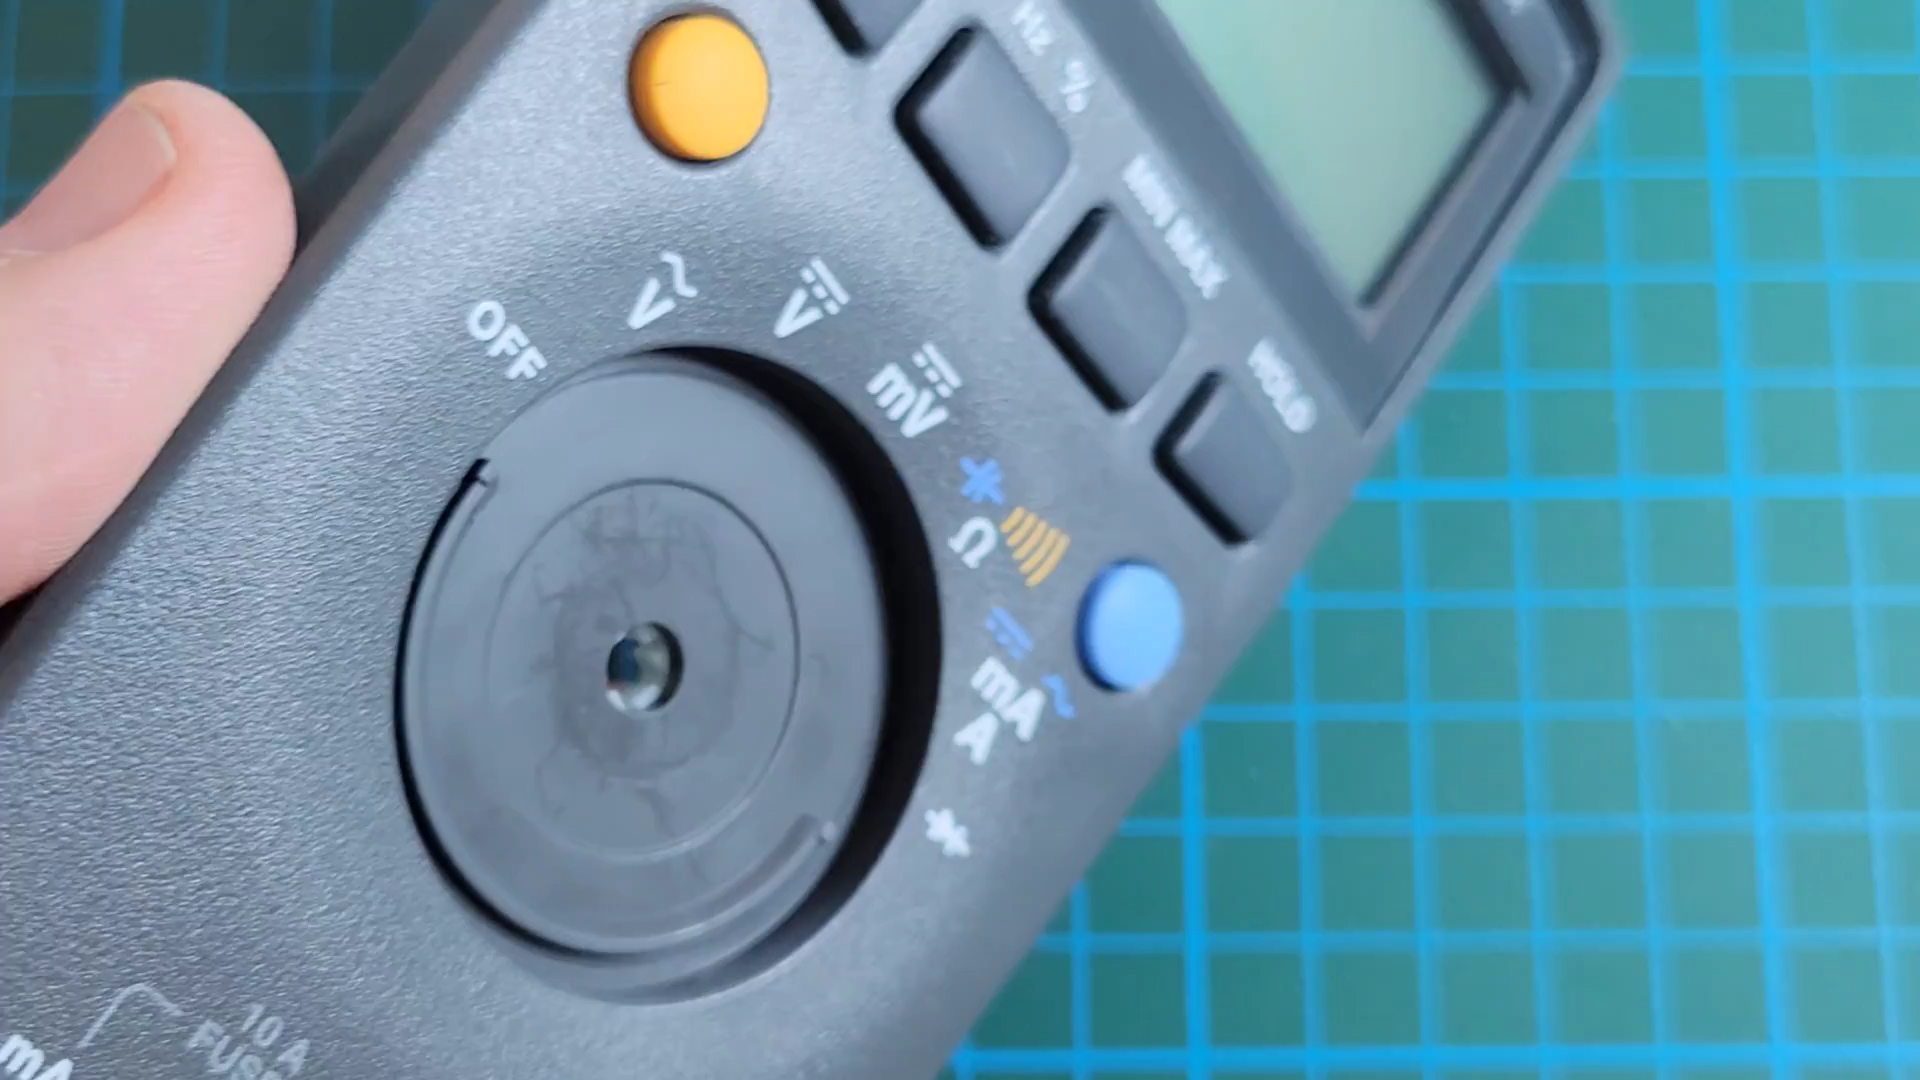 Hz %
MIN MAX
HOLD
OFF
V~
V⎓
mV⎓
Ω
mA
A
mA
10 A
FUSE